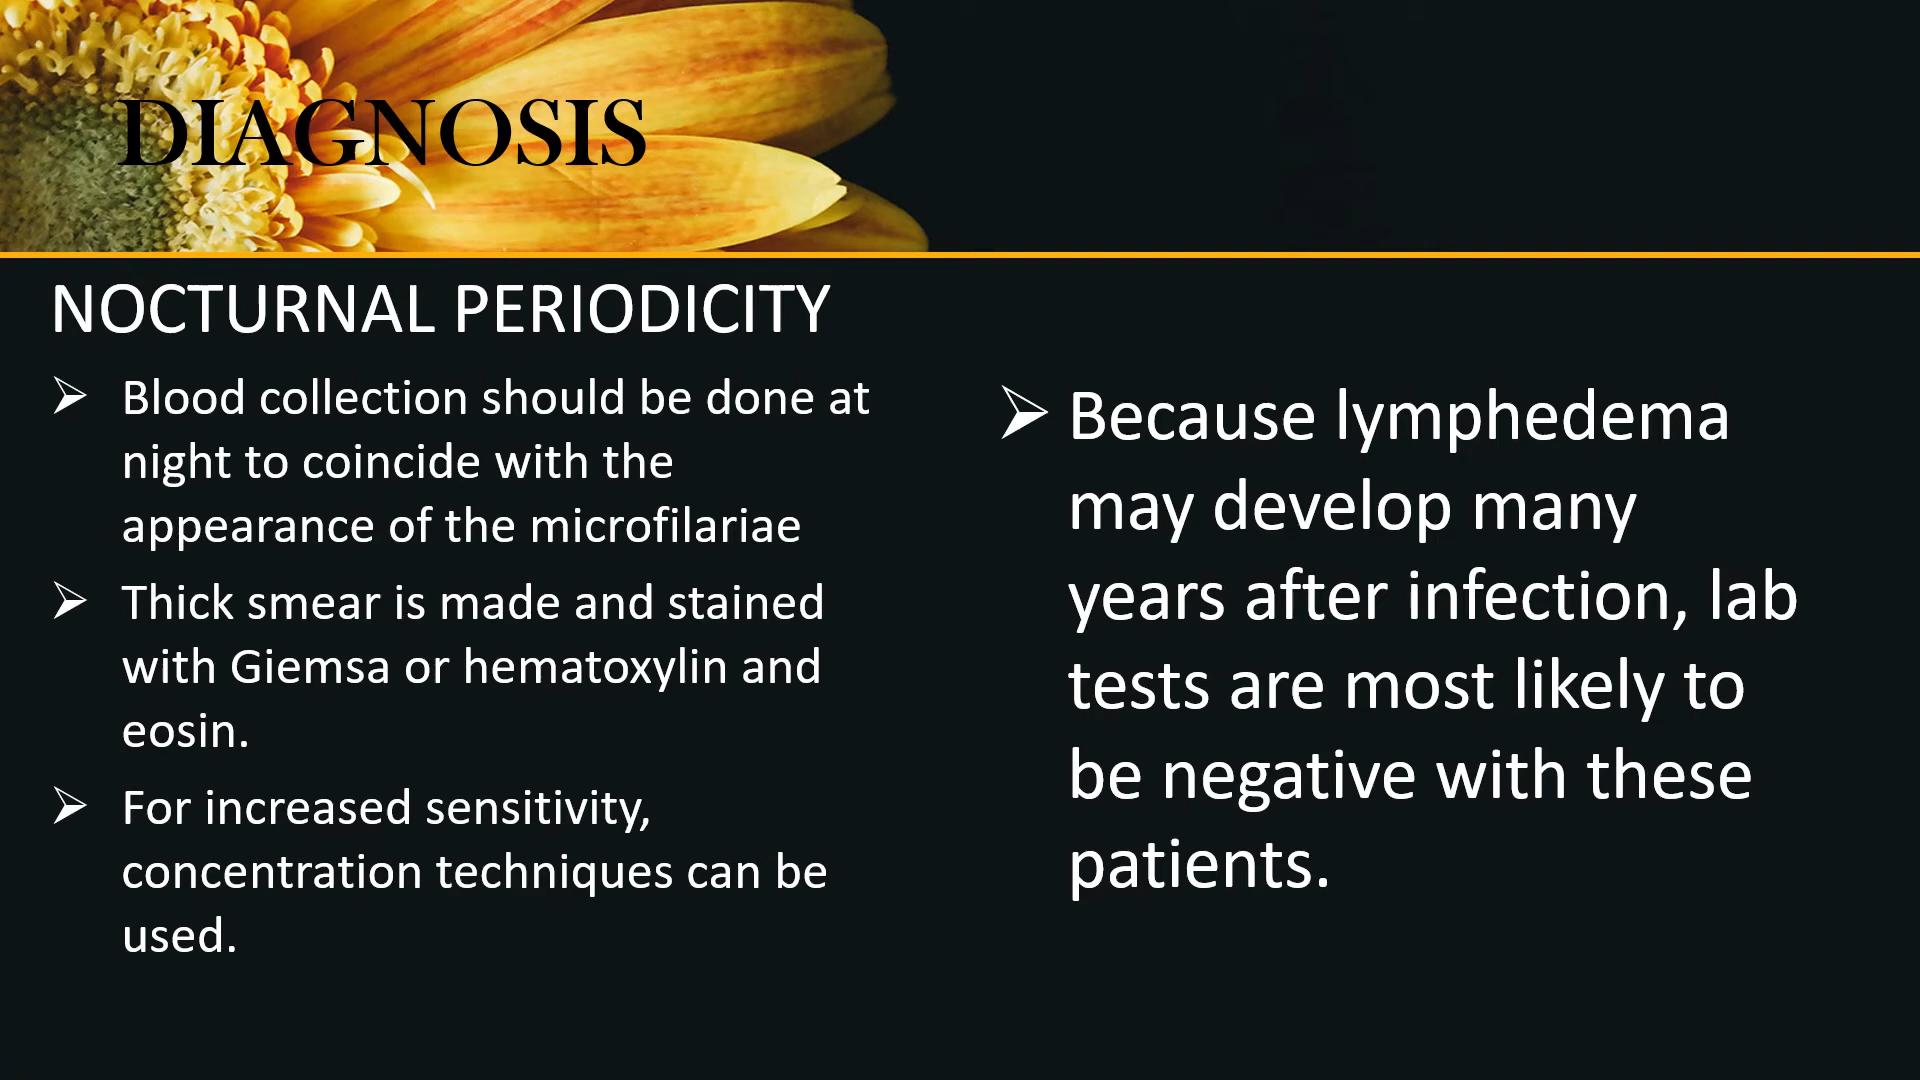 DIAGNOSIS
NOCTURNAL PERIODICITY
➢ Blood collection should be done at
night to coincide with the
appearance of the microfilariae
➢ Thick smear is made and stained
with Giemsa or hematoxylin and
eosin.
➢ For increased sensitivity,
concentration techniques can be
used.
➢ Because lymphedema
may develop many
years after infection, lab
tests are most likely to
be negative with these
patients.